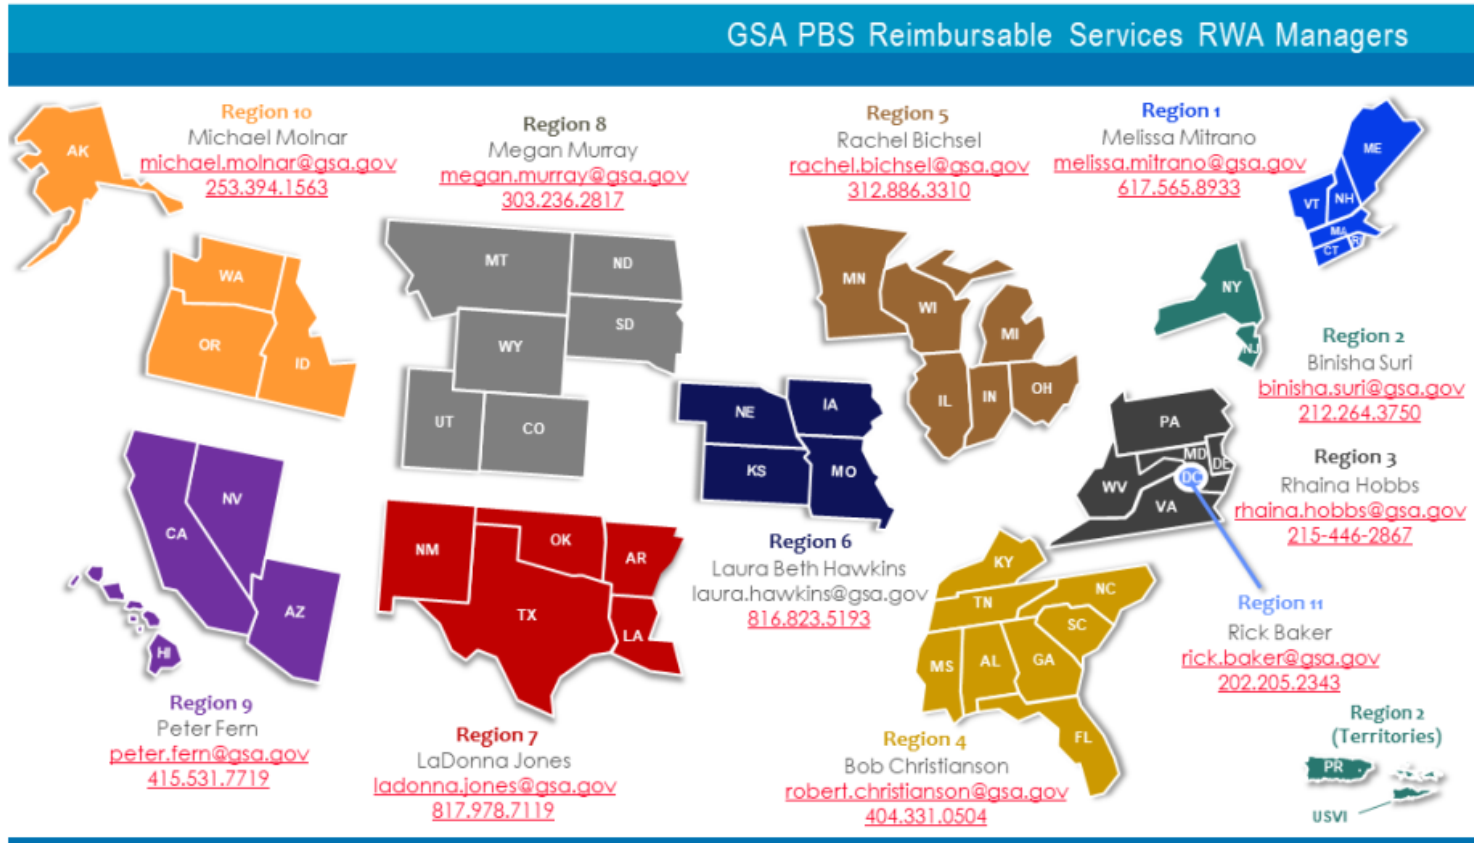 GSA PBS Reimbursable Services RWA Managers
Region 10
Michael Molnar
michael.molnar@gsa.gov
253.394.1563
AK
WA
OR
ID
Region 8
Megan Murray
megan.murray@gsa.gov
303.236.2817
MT
ND
SD
WY
UT
CO
Region 5
Rachel Bichsel
rachel.bichsel@gsa.gov
312.886.3310
MN
WI
MI
IL
IN
OH
Region 1
Melissa Mitrano
melissa.mitrano@gsa.gov
617.565.8933
ME
VT
NH
MA
CT
RI
NY
NJ
Region 2
Binisha Suri
binisha.suri@gsa.gov
212.264.3750
PA
MD
DE
DC
WV
VA
Region 3
Rhaina Hobbs
rhaina.hobbs@gsa.gov
215-446-2867
NE
IA
KS
MO
Region 6
Laura Beth Hawkins
laura.hawkins@gsa.gov
816.823.5193
NV
CA
AZ
HI
Region 9
Peter Fern
peter.fern@gsa.gov
415.531.7719
NM
OK
AR
TX
LA
Region 7
LaDonna Jones
ladonna.jones@gsa.gov
817.978.7119
KY
NC
TN
SC
MS
AL
GA
FL
Region 4
Bob Christianson
robert.christianson@gsa.gov
404.331.0504
Region 11
Rick Baker
rick.baker@gsa.gov
202.205.2343
Region 2
(Territories)
PR
USVI